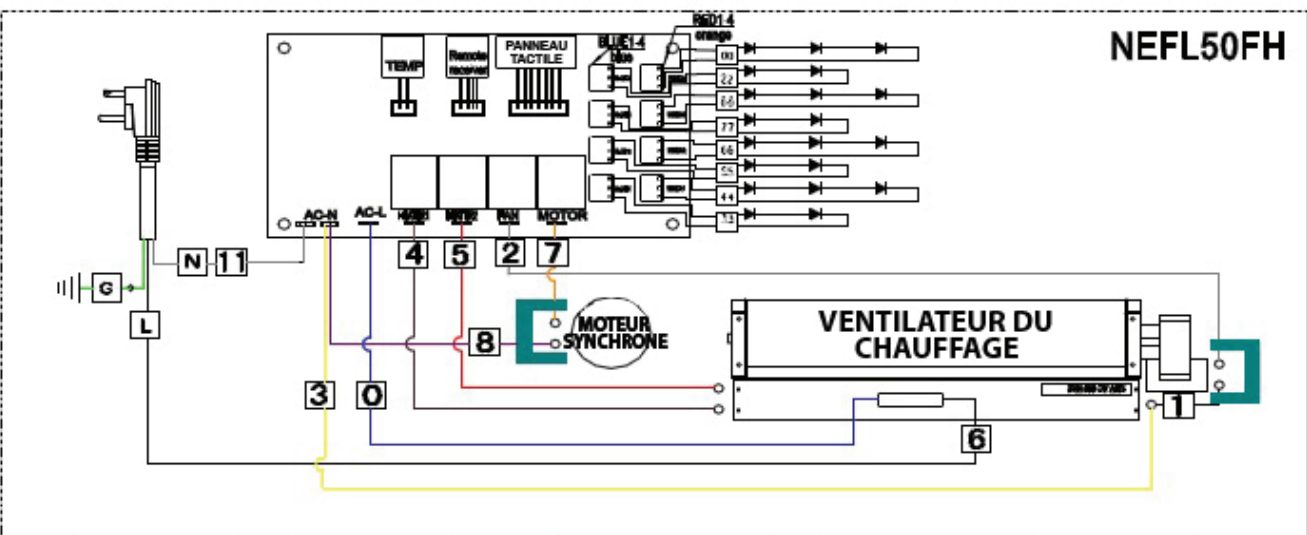 RED1-4
orange
BLUE1-4
blue
NEFL50FH
TEMP
Remote
receiver
PANNEAU
TACTILE
00
22
77
66
55
44
33
AC-N
AC-L
FAN
MOTOR
N
11
G
L
4
5
2
7
8
3
0
MOTEUR
SYNCHRONE
VENTILATEUR DU
CHAUFFAGE
1
6